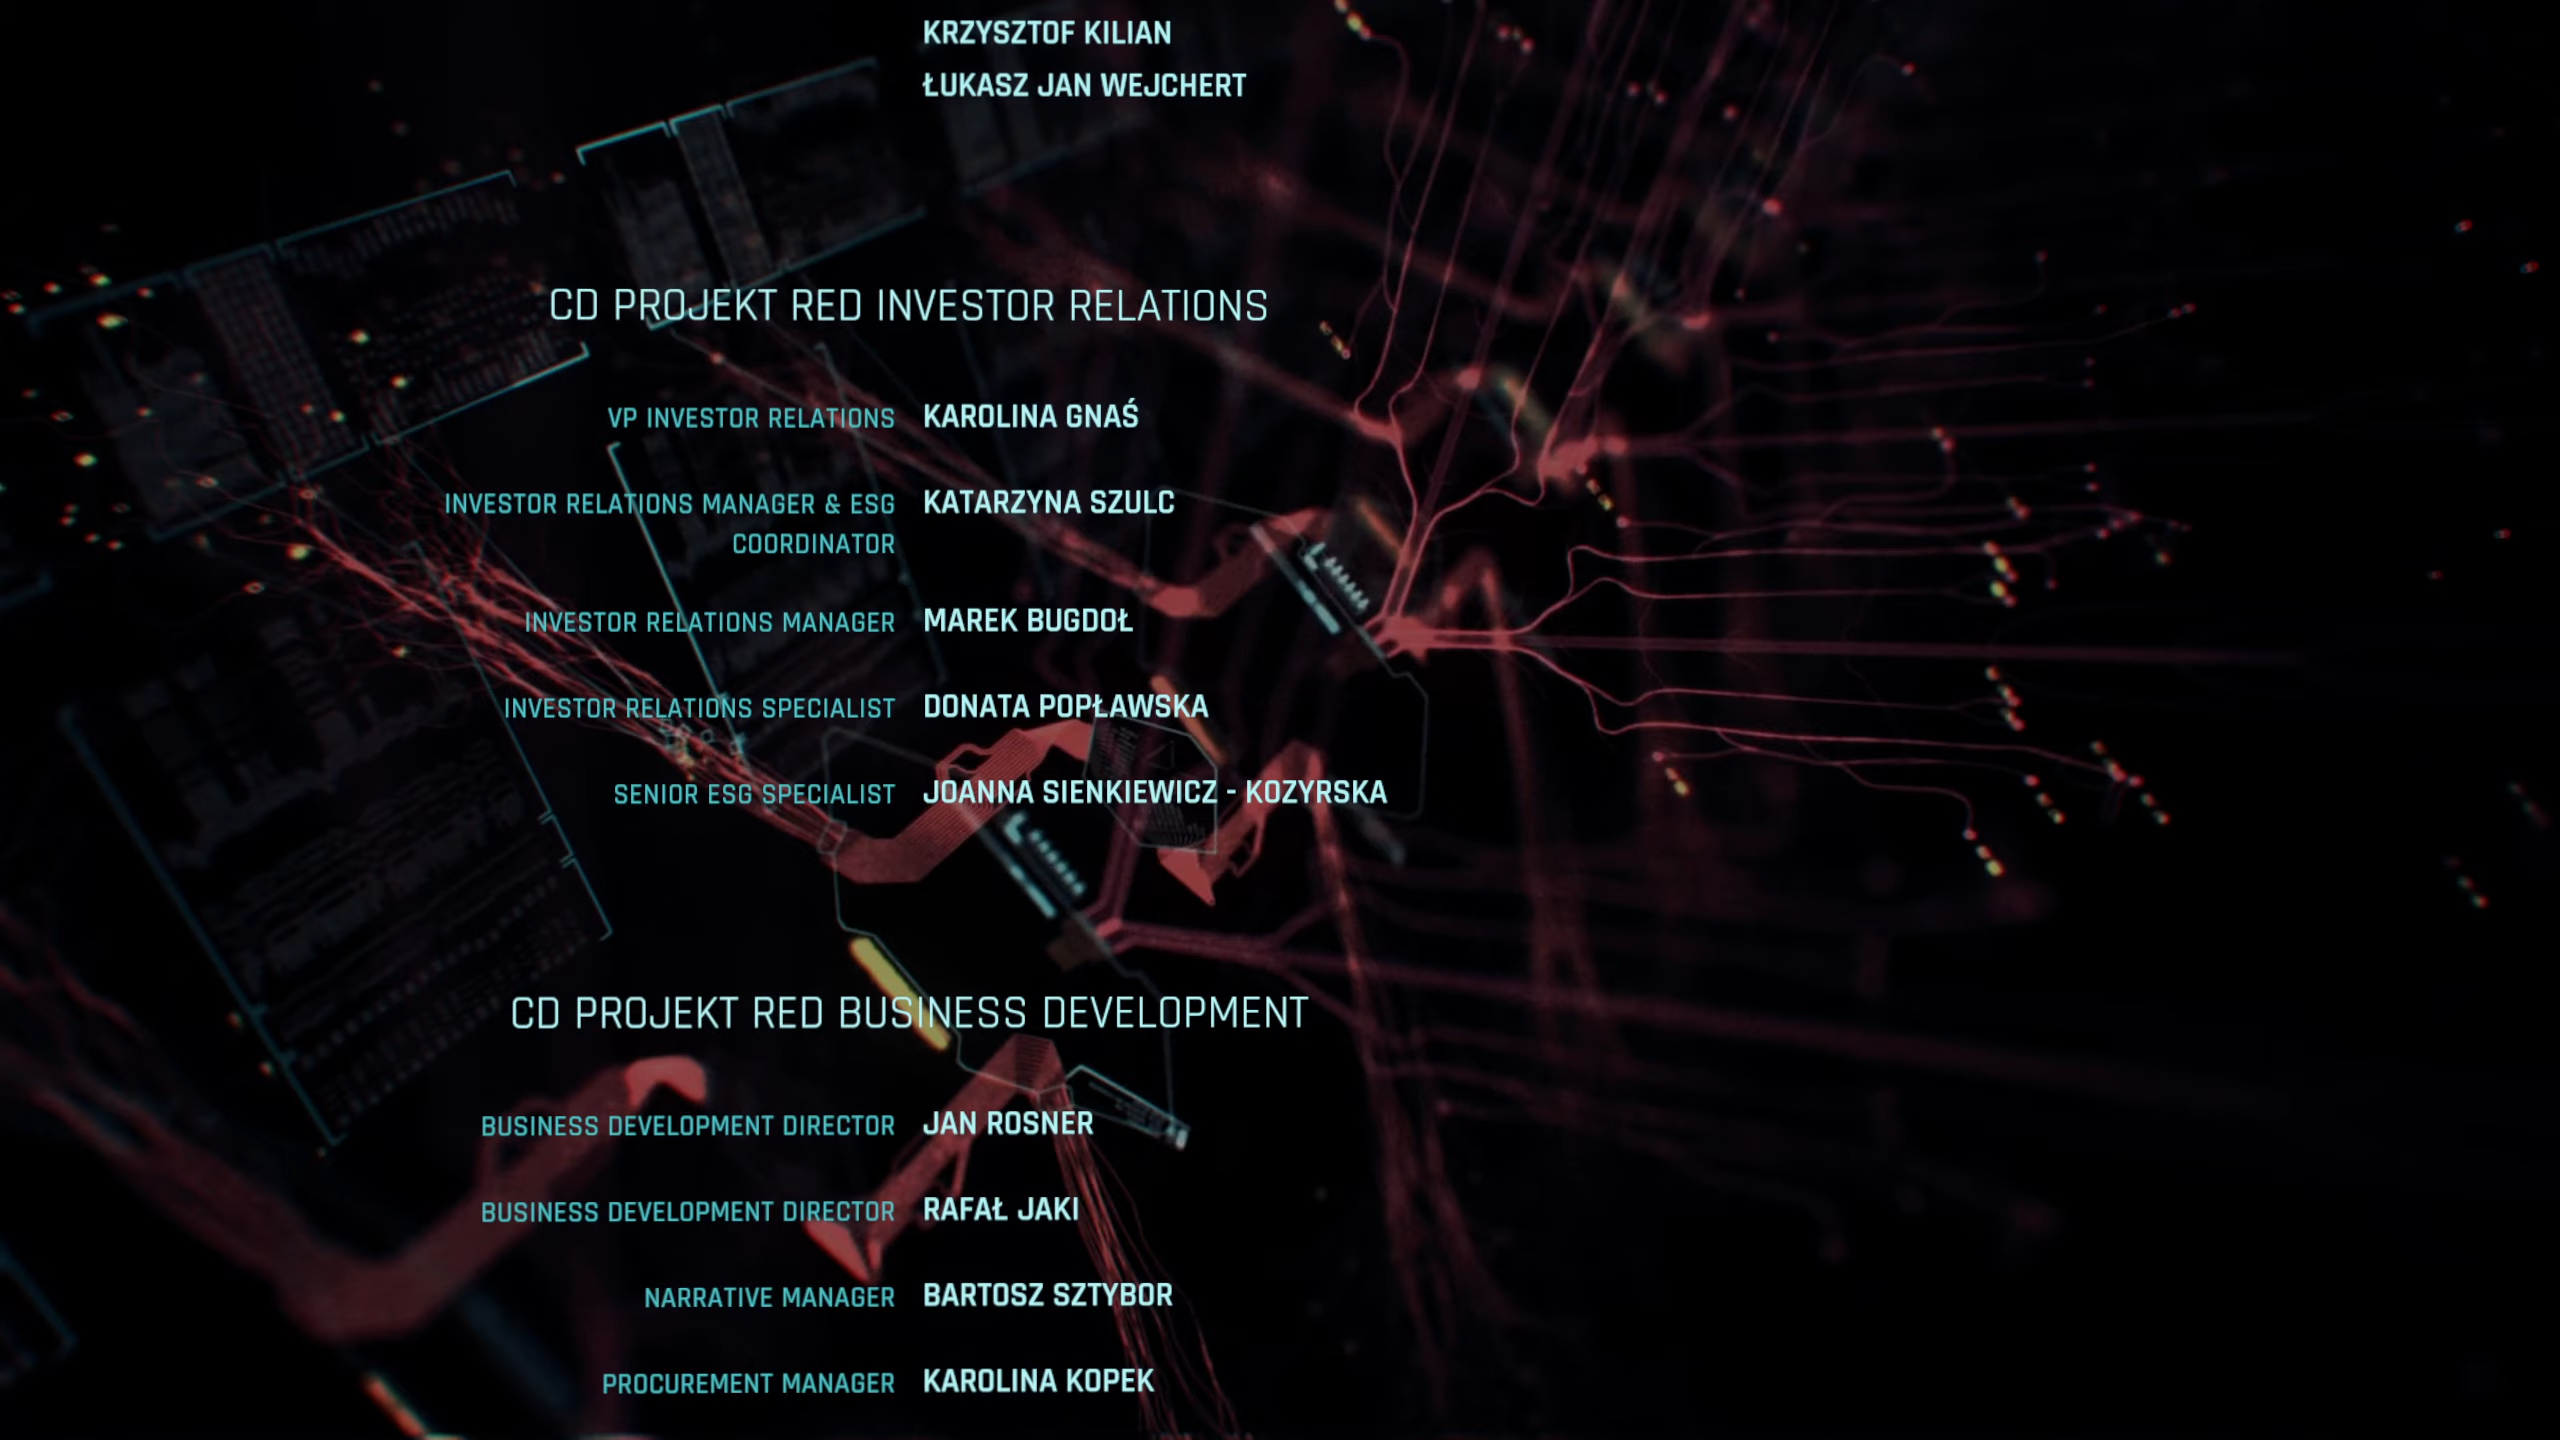 KRZYSZTOF KILIAN
ŁUKASZ JAN WEJCHERT
CD PROJEKT RED INVESTOR RELATIONS
VP INVESTOR RELATIONS KAROLINA GNAŚ
INVESTOR RELATIONS MANAGER & ESG KATARZYNA SZULC
COORDINATOR
INVESTOR RELATIONS MANAGER MAREK BUGDOŁ
INVESTOR RELATIONS SPECIALIST DONATA POPŁAWSKA
SENIOR ESG SPECIALIST JOANNA SIENKIEWICZ - KOZYRSKA
CD PROJEKT RED BUSINESS DEVELOPMENT
BUSINESS DEVELOPMENT DIRECTOR JAN ROSNER
BUSINESS DEVELOPMENT DIRECTOR RAFAŁ JAKI
NARRATIVE MANAGER BARTOSZ SZTYBOR
PROCUREMENT MANAGER KAROLINA KOPEK